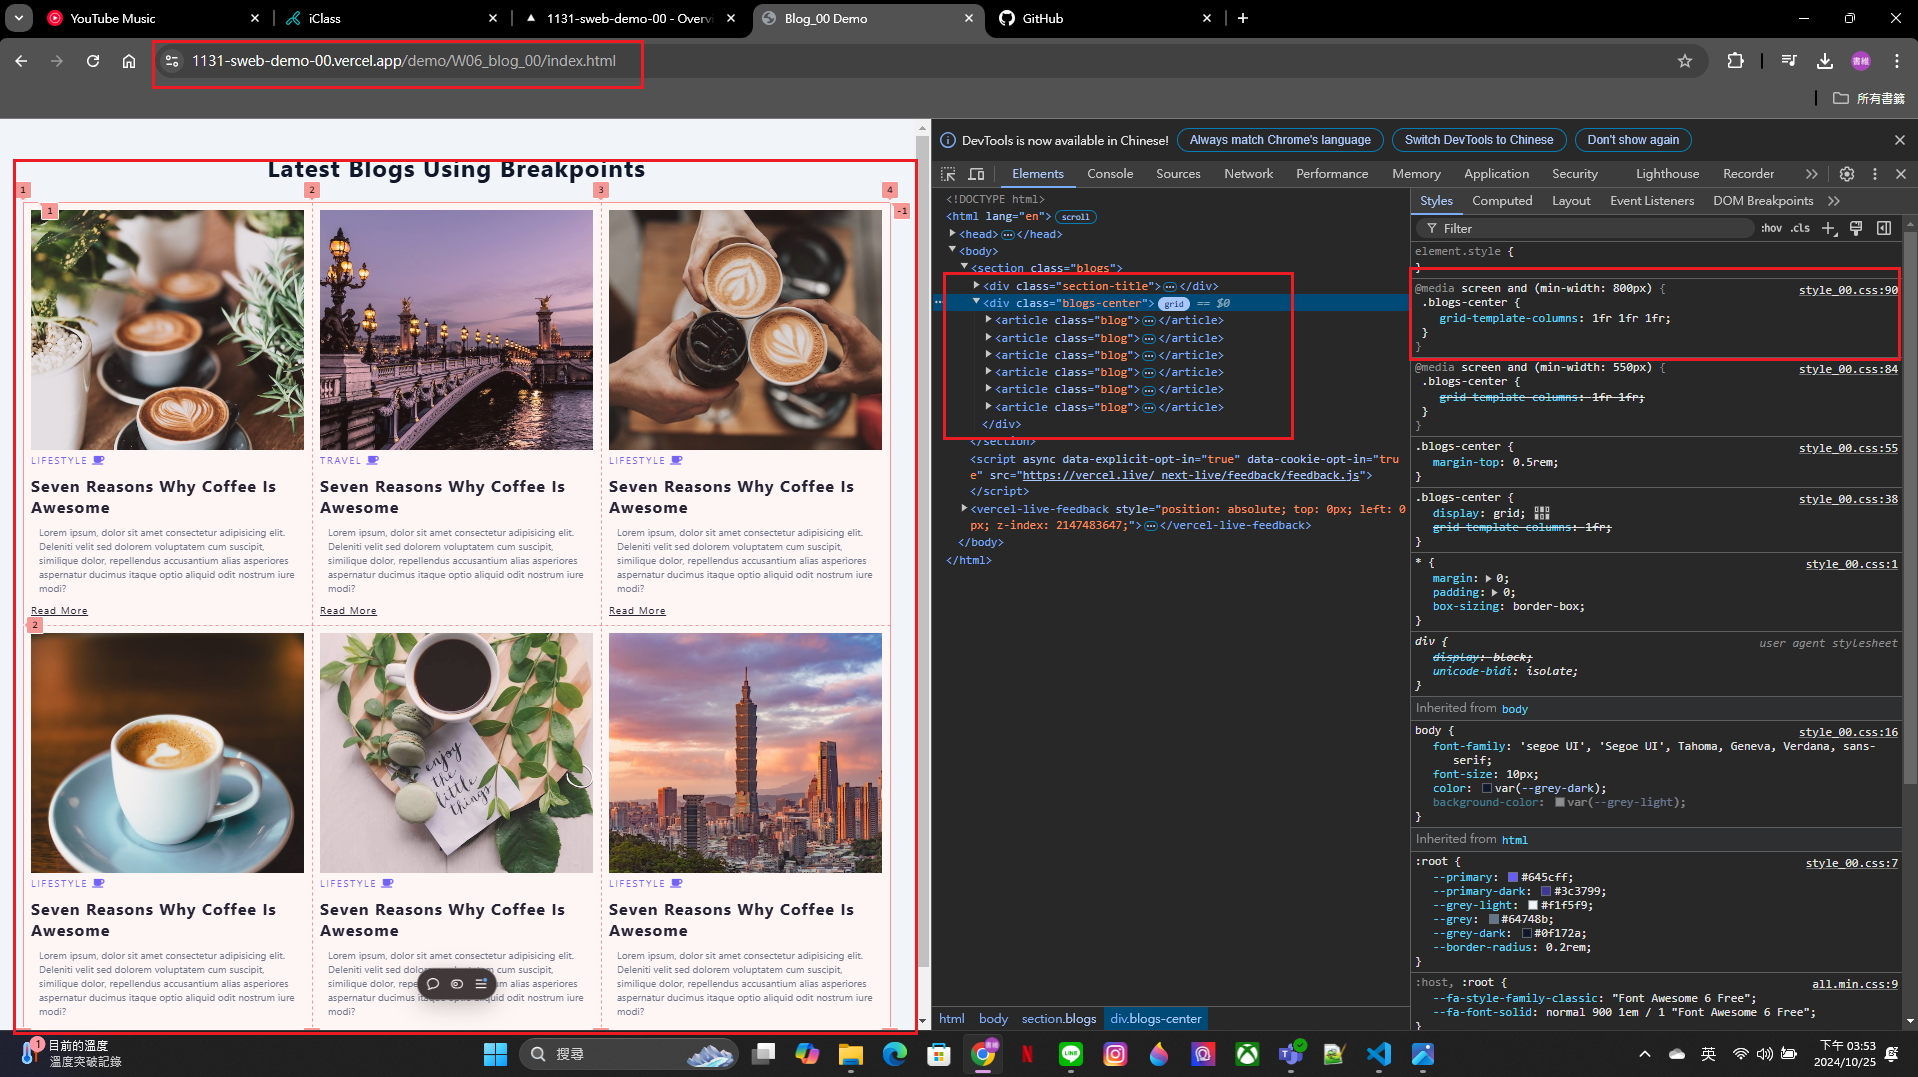 YouTube Music
iClass
1131-sweb-demo-00 - Overvi
Blog_00 Demo
GitHub
1131-sweb-demo-00.vercel.app/demo/W06_blog_00/index.html
書維
所有書籤
Latest Blogs Using Breakpoints
1
2
3
4
1
-1
LIFESTYLE
TRAVEL
LIFESTYLE
Seven Reasons Why Coffee Is
Awesome
Seven Reasons Why Coffee Is
Awesome
Seven Reasons Why Coffee Is
Awesome
Lorem ipsum, dolor sit amet consectetur adipisicing elit.
Deleniti velit sed dolorem voluptatem cum suscipit,
similique dolor, repellendus accusantium alias asperiores
aspernatur ducimus itaque optio aliquid odit nostrum iure
modi?
Lorem ipsum, dolor sit amet consectetur adipisicing elit.
Deleniti velit sed dolorem voluptatem cum suscipit,
similique dolor, repellendus accusantium alias asperiores
aspernatur ducimus itaque optio aliquid odit nostrum iure
modi?
Lorem ipsum, dolor sit amet consectetur adipisicing elit.
Deleniti velit sed dolorem voluptatem cum suscipit,
similique dolor, repellendus accusantium alias asperiores
aspernatur ducimus itaque optio aliquid odit nostrum iure
modi?
Read More
Read More
Read More
2
enjoy
the
little
things
LIFESTYLE
LIFESTYLE
LIFESTYLE
Seven Reasons Why Coffee Is
Awesome
Seven Reasons Why Coffee Is
Awesome
Seven Reasons Why Coffee Is
Awesome
Lorem ipsum, dolor sit amet consectetur adipisicing elit.
Deleniti velit sed dolorem voluptatem cum suscipit,
similique dolor, repellendus accusantium alias asperiores
aspernatur ducimus itaque optio aliquid odit nostrum iure
modi?
Lorem ipsum, dolor sit amet consectetur adipisicing elit.
Deleniti velit sed dolorem cum suscipit,
similique dolor, repell alias asperiores
aspernatur ducimus itaque optio aliquid odit nostrum iure
modi?
Lorem ipsum, dolor sit amet consectetur adipisicing elit.
Deleniti velit sed dolorem voluptatem cum suscipit,
similique dolor, repellendus accusantium alias asperiores
aspernatur ducimus itaque optio aliquid odit nostrum iure
modi?
DevTools is now available in Chinese!
Always match Chrome's language
Switch DevTools to Chinese
Don't show again
Elements
Console
Sources
Network
Performance
Memory
Application
Security
Lighthouse
Recorder
<!DOCTYPE html>
<html lang="en"> scroll
<head> ... </head>
<body>
<section class="blogs">
<div class="section-title"> ... </div>
... <div class="blogs-center"> grid == $0
<article class="blog"> ... </article>
<article class="blog"> ... </article>
<article class="blog"> ... </article>
<article class="blog"> ... </article>
<article class="blog"> ... </article>
<article class="blog"> ... </article>
</div>
</section>
<script async data-explicit-opt-in="true" data-cookie-opt-in="tru
e" src="https://vercel.live/_next-live/feedback/feedback.js">
</script>
<vercel-live-feedback style="position: absolute; top: 0px; left: 0
px; z-index: 2147483647;"> ... </vercel-live-feedback>
</body>
</html>
html
body
section.blogs
div.blogs-center
Styles
Computed
Layout
Event Listeners
DOM Breakpoints
Filter
:hov
.cls
element.style {
}
@media screen and (min-width: 800px) {
style_00.css:90
.blogs-center {
grid-template-columns: 1fr 1fr 1fr;
}
}
@media screen and (min-width: 550px) {
style_00.css:84
.blogs-center {
grid-template-columns: 1fr 1fr;
}
}
.blogs-center {
style_00.css:55
margin-top: 0.5rem;
}
.blogs-center {
style_00.css:38
display: grid;
grid-template-columns: 1fr;
}
* {
style_00.css:1
margin: 0;
padding: 0;
box-sizing: border-box;
}
div {
user agent stylesheet
display: block;
unicode-bidi: isolate;
}
Inherited from body
body {
style_00.css:16
font-family: 'segoe UI', 'Segoe UI', Tahoma, Geneva, Verdana, sans-
serif;
font-size: 10px;
color: var(--grey-dark);
background-color: var(--grey-light);
}
Inherited from html
:root {
style_00.css:7
--primary: #645cff;
--primary-dark: #3c3799;
--grey-light: #f1f5f9;
--grey: #64748b;
--grey-dark: #0f172a;
--border-radius: 0.2rem;
}
:host, :root {
all.min.css:9
--fa-style-family-classic: "Font Awesome 6 Free";
--fa-font-solid: normal 900 1em / 1 "Font Awesome 6 Free";
}
1
目前的溫度
溫度突破記錄
搜尋
書維
N
LINE
英
下午 03:53
2024/10/25